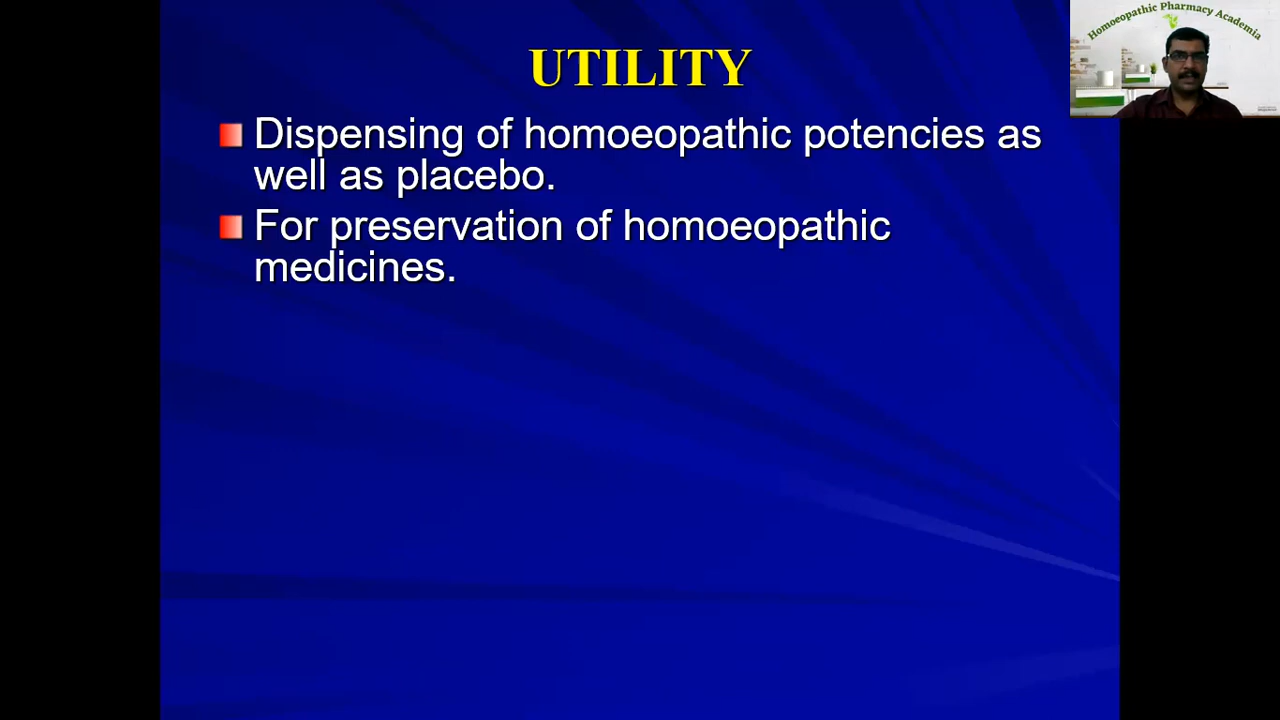 Homoeopathic Pharmacy Academia
UTILITY
Dispensing of homoeopathic potencies as
well as placebo.
For preservation of homoeopathic
medicines.